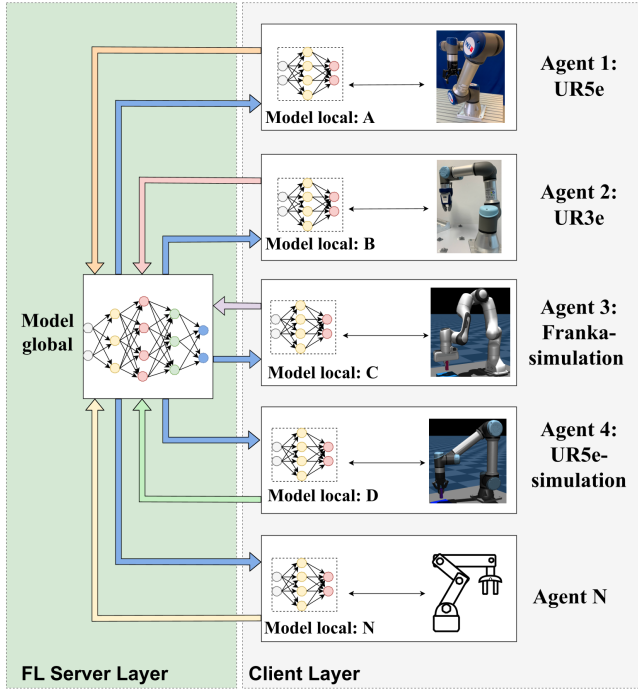 Agent 1:
UR5e
Model local: A
Agent 2:
UR3e
Model local: B
Model
global
Agent 3:
Franka-
simulation
Model local: C
Agent 4:
UR5e-
simulation
Model local: D
Agent N
Model local: N
FL Server Layer
Client Layer